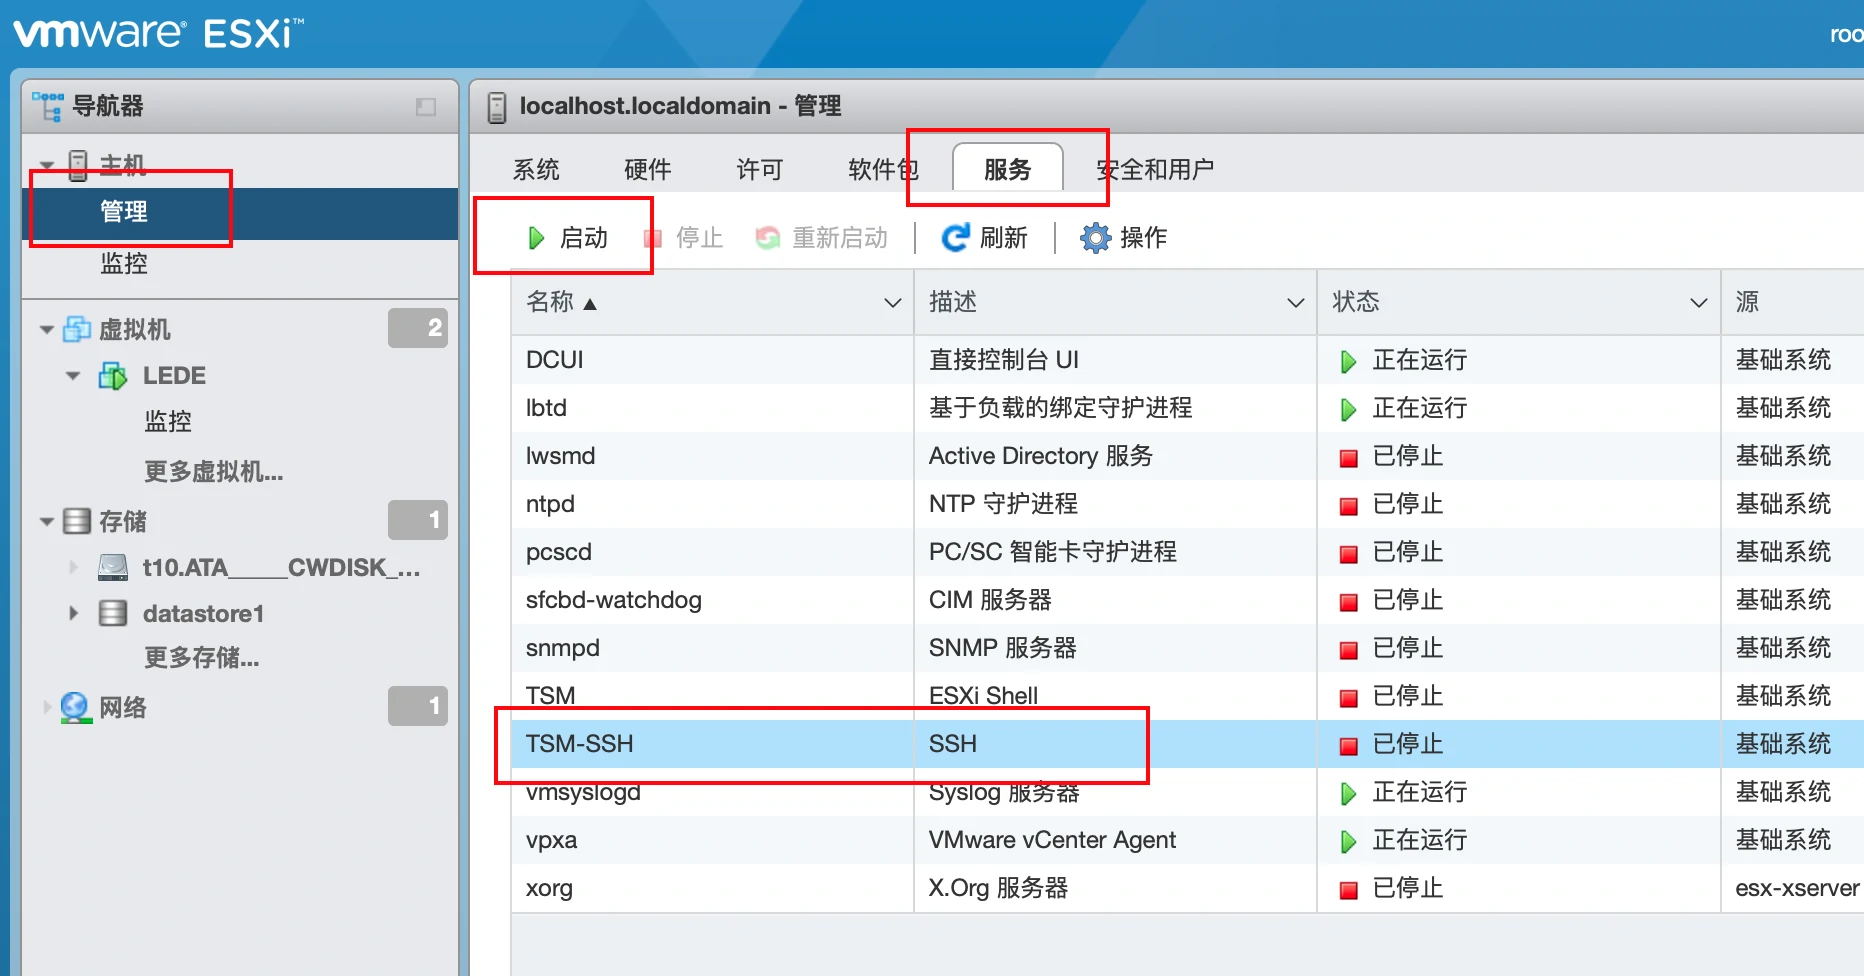 vmware® ESXi™
roo
导航器
主机
管理
监控
虚拟机 2
LEDE
监控
更多虚拟机...
存储 1
t10.ATA_____CWDISK_...
datastore1
更多存储...
网络 1
localhost.localdomain - 管理
系统 硬件 许可 软件包 服务 安全和用户
启动 停止 重新启动 刷新 操作
名称 ▲ 描述 状态 源
DCUI 直接控制台 UI 正在运行 基础系统
lbtd 基于负载的绑定守护进程 正在运行 基础系统
lwsmd Active Directory 服务 已停止 基础系统
ntpd NTP 守护进程 已停止 基础系统
pcscd PC/SC 智能卡守护进程 已停止 基础系统
sfcbd-watchdog CIM 服务器 已停止 基础系统
snmpd SNMP 服务器 已停止 基础系统
TSM ESXi Shell 已停止 基础系统
TSM-SSH SSH 已停止 基础系统
vmsyslogd Syslog 服务器 正在运行 基础系统
vpxa VMware vCenter Agent 正在运行 基础系统
xorg X.Org 服务器 已停止 esx-xserver